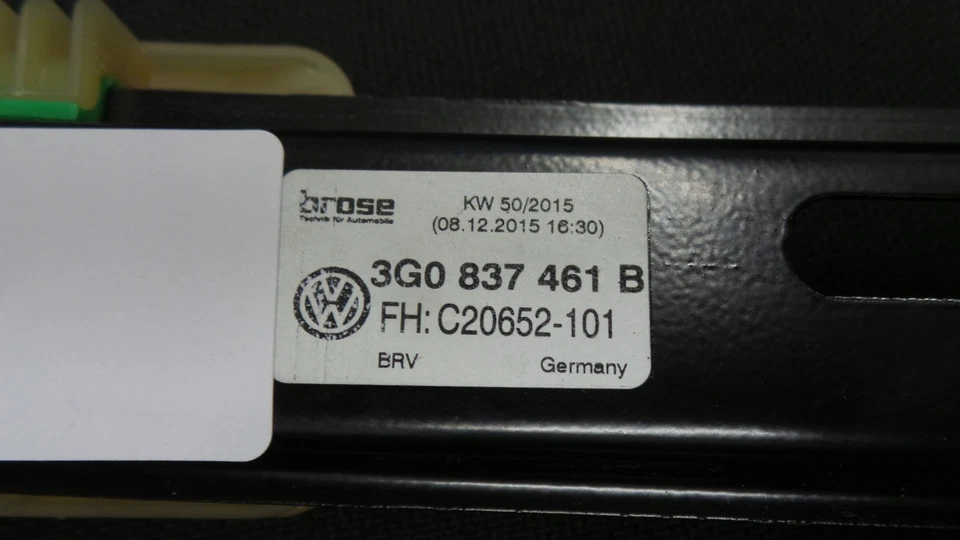 brose
Technik für Automobile
KW 50/2015
(08.12.2015 16:30)
3G0 837 461 B
FH: C20652-101
BRV
Germany